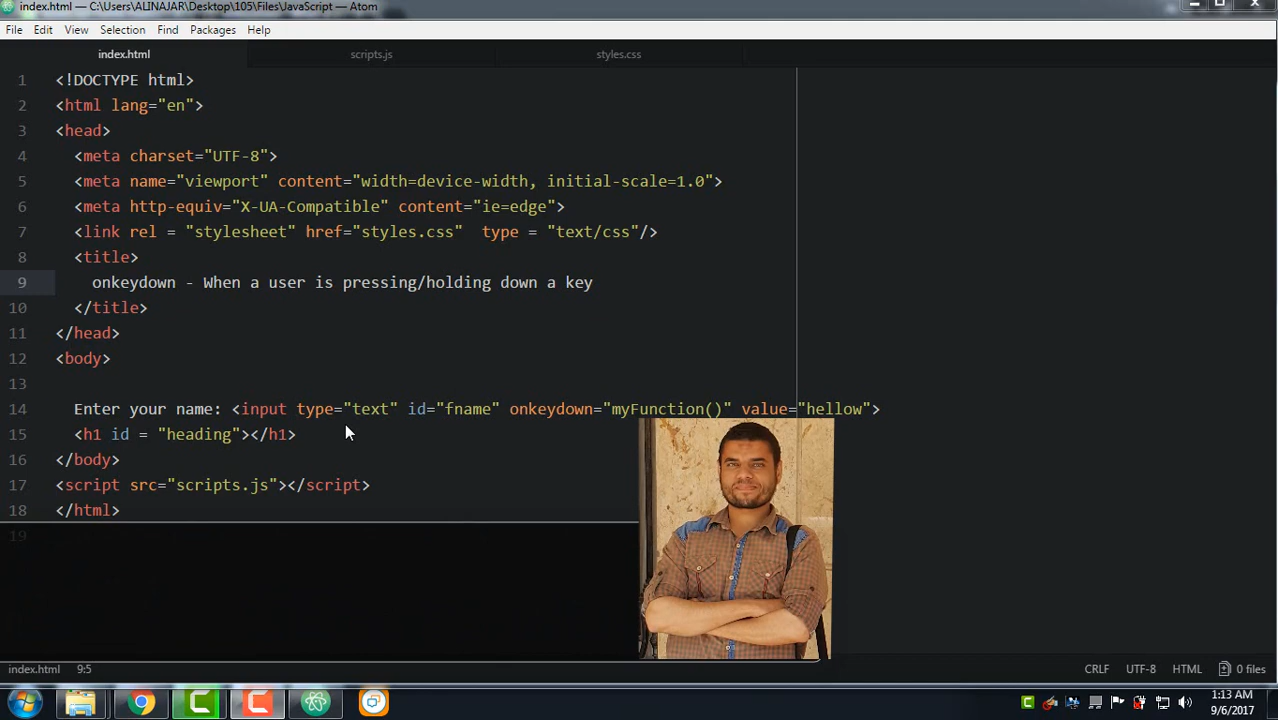 index.html — C:\Users\ALINAJAR\Desktop\105\Files\JavaScript — Atom
File Edit View Selection Find Packages Help
index.html scripts.js styles.css
1 <!DOCTYPE html>
2 <html lang="en">
3 <head>
4 <meta charset="UTF-8">
5 <meta name="viewport" content="width=device-width, initial-scale=1.0">
6 <meta http-equiv="X-UA-Compatible" content="ie=edge">
7 <link rel = "stylesheet" href="styles.css"  type = "text/css"/>
8 <title>
9 onkeydown - When a user is pressing/holding down a key
10 </title>
11 </head>
12 <body>
13
14 Enter your name: <input type="text" id="fname" onkeydown="myFunction()" value="hellow">
15 <h1 id = "heading"></h1>
16 </body>
17 <script src="scripts.js"></script>
18 </html>
19
index.html 9:5 CRLF UTF-8 HTML 0 files
1:13 AM
9/6/2017